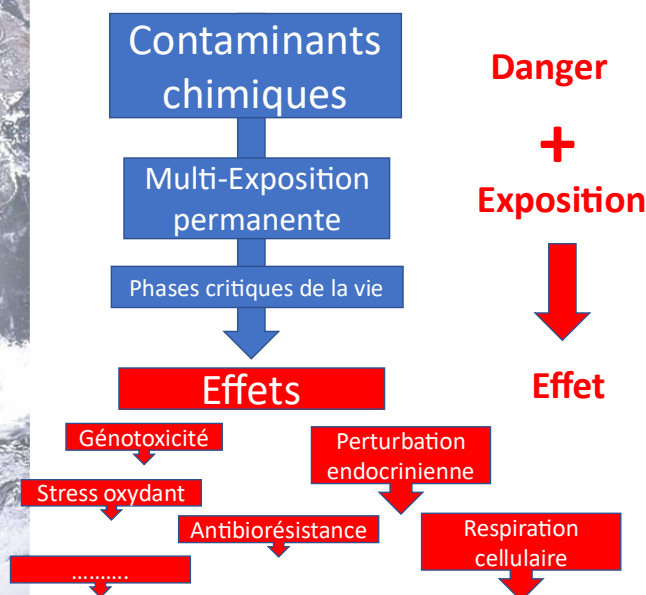 Contaminants
chimiques
Multi-Exposition
permanente
Phases critiques de la vie
Effets
Génotoxicité
Perturbation
endocrinienne
Stress oxydant
Antibiorésistance
Respiration
cellulaire
..........
Danger
+
Exposition
Effet